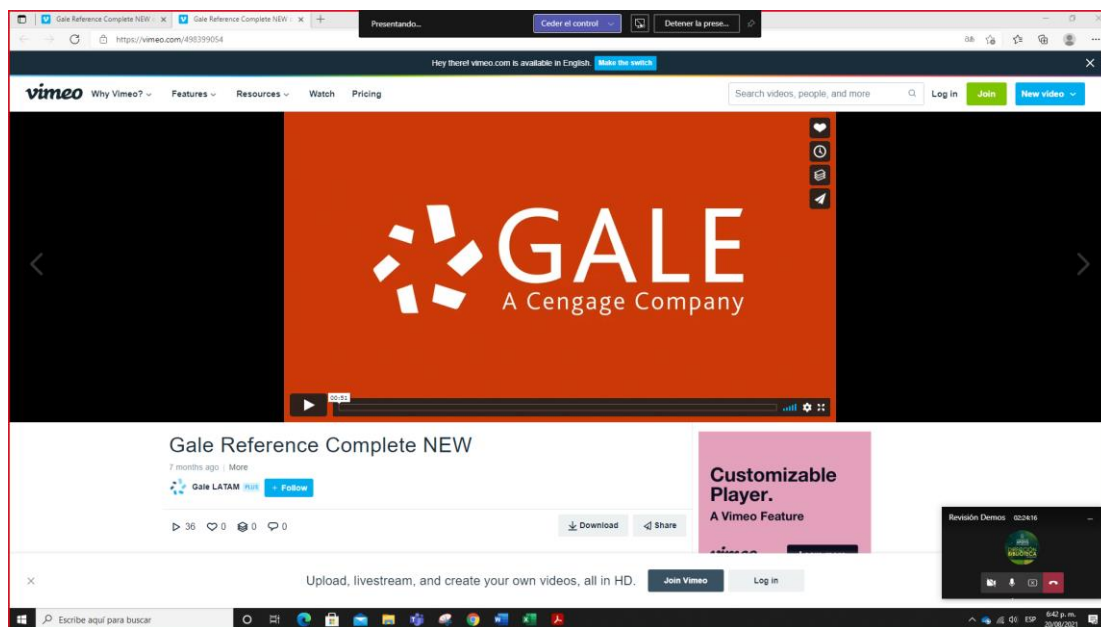 Gale Reference Complete NEW
Gale Reference Complete NEW
Presentando...
Ceder el control
Detener la prese...
https://vimeo.com/498399054
Hey there! vimeo.com is available in English.
Make the switch
vimeo
Why Vimeo?
Features
Resources
Watch
Pricing
Search videos, people, and more
Log in
Join
New video
GALE
A Cengage Company
00:51
Gale Reference Complete NEW
7 months ago | More
Gale LATAM PLUS
+ Follow
36
0
0
0
Download
Share
Customizable
Player.
A Vimeo Feature
vimeo
Revisión Demos 02:24:16
BIBLIOTECA
Upload, livestream, and create your own videos, all in HD.
Join Vimeo
Log in
Escribe aquí para buscar
ESP
6:42 p. m.
20/08/2021